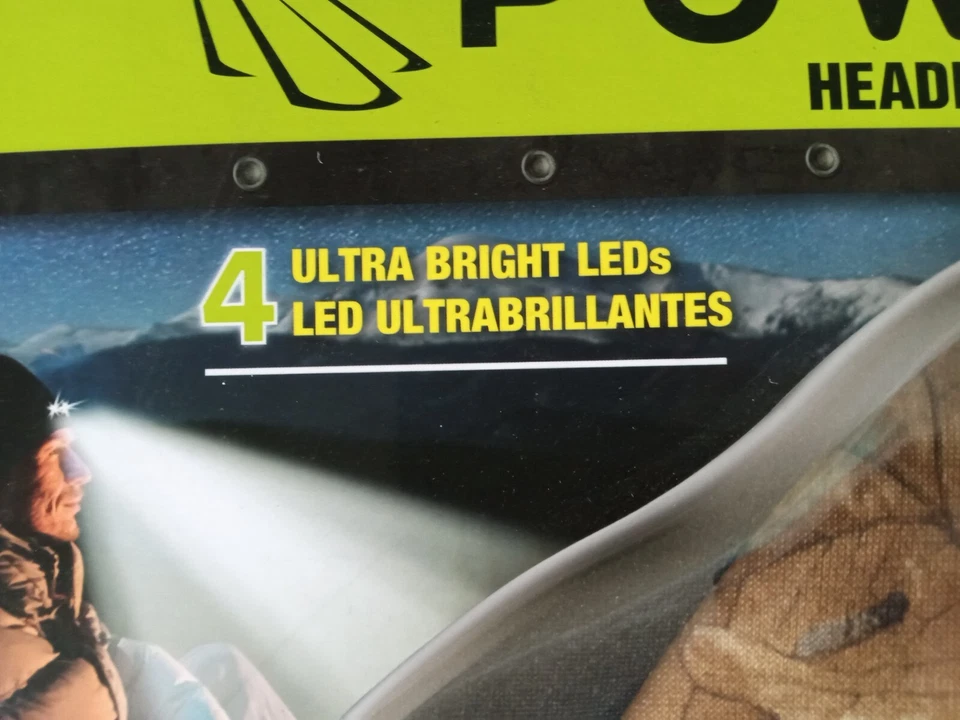 HEAD
4 ULTRA BRIGHT LEDs
LED ULTRABRILLANTES